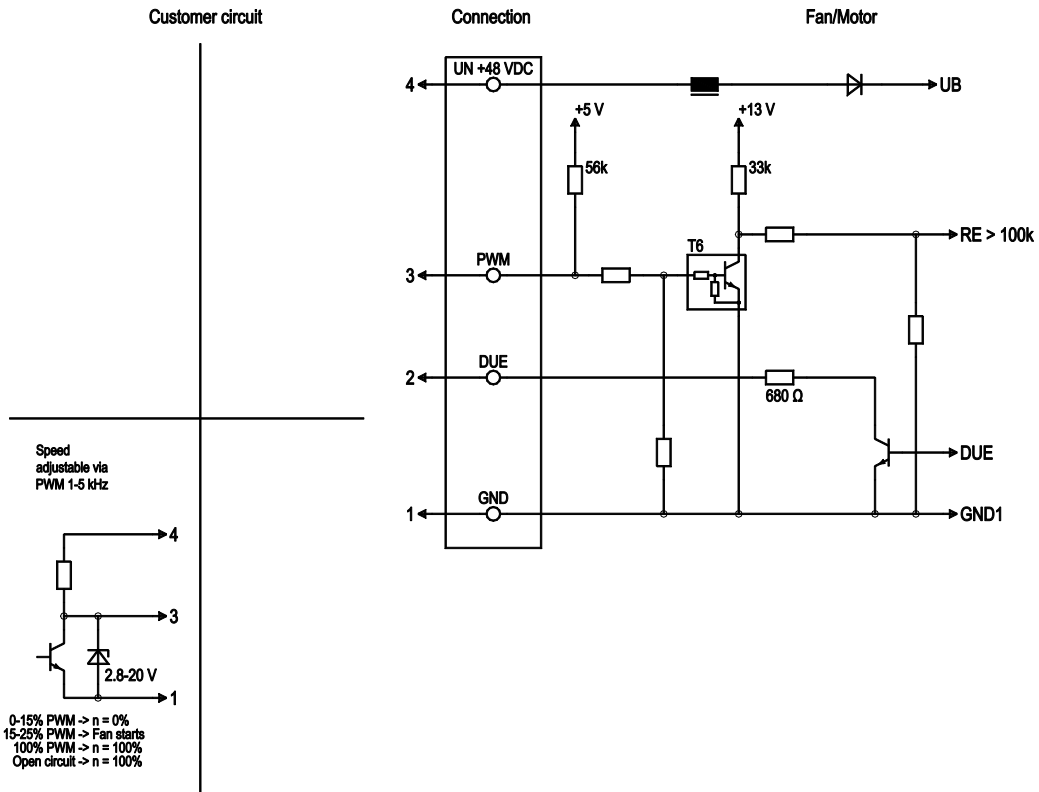 Customer circuit
Connection
Fan/Motor
UN +48 VDC
4
UB
+5 V
+13 V
56k
33k
RE > 100k
T6
PWM
3
DUE
2
680 Ω
DUE
GND
1
GND1
Speed
adjustable via
PWM 1-5 kHz
4
3
2.8-20 V
1
0-15% PWM -> n = 0%
15-25% PWM -> Fan starts
100% PWM -> n = 100%
Open circuit -> n = 100%